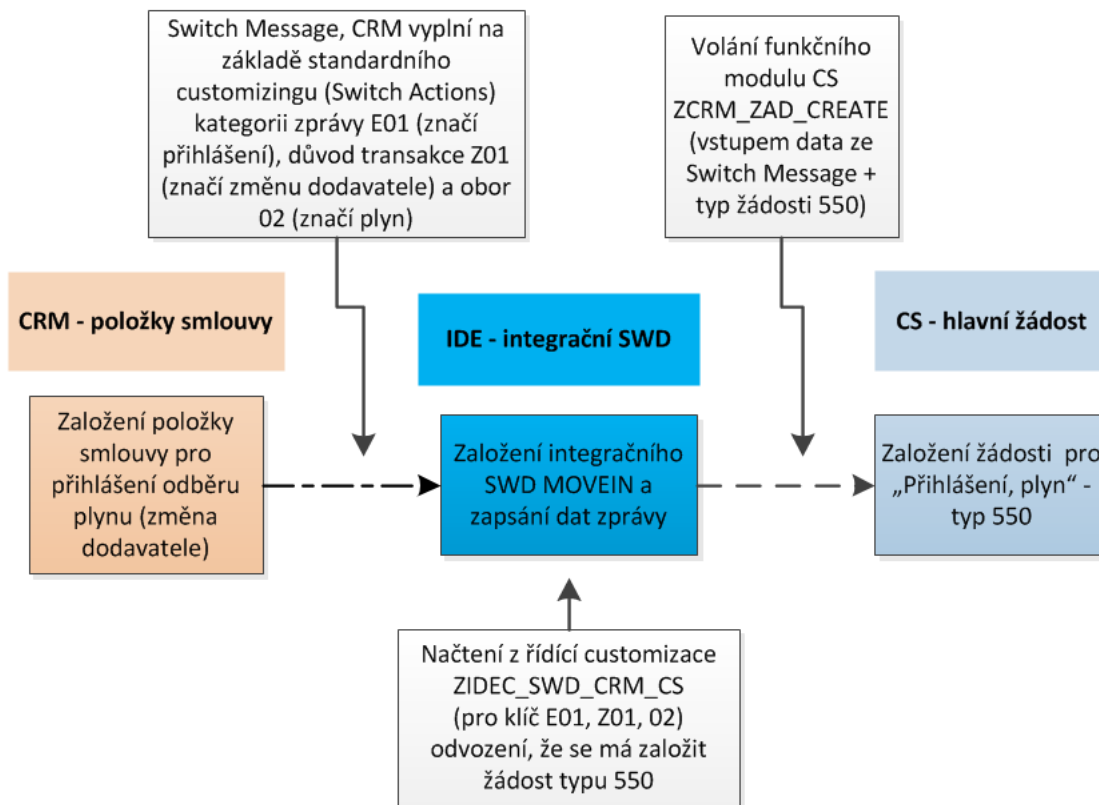 Switch Message, CRM vyplní na
základě standardního
customizingu (Switch Actions)
kategorii zprávy E01 (značí
přihlášení), důvod transakce Z01
(značí změnu dodavatele) a obor
02 (značí plyn)
Volání funkčního
modulu CS
ZCRM_ZAD_CREATE
(vstupem data ze
Switch Message +
typ žádosti 550)
CRM - položky smlouvy
IDE - integrační SWD
CS - hlavní žádost
Založení položky
smlouvy pro
přihlášení odběru
plynu (změna
dodavatele)
Založení integračního
SWD MOVEIN a
zapsání dat zprávy
Založení žádosti pro
„Přihlášení, plyn“ -
typ 550
Načtení z řídící customizace
ZIDEC_SWD_CRM_CS
(pro klíč E01, Z01, 02)
odvození, že se má založit
žádost typu 550